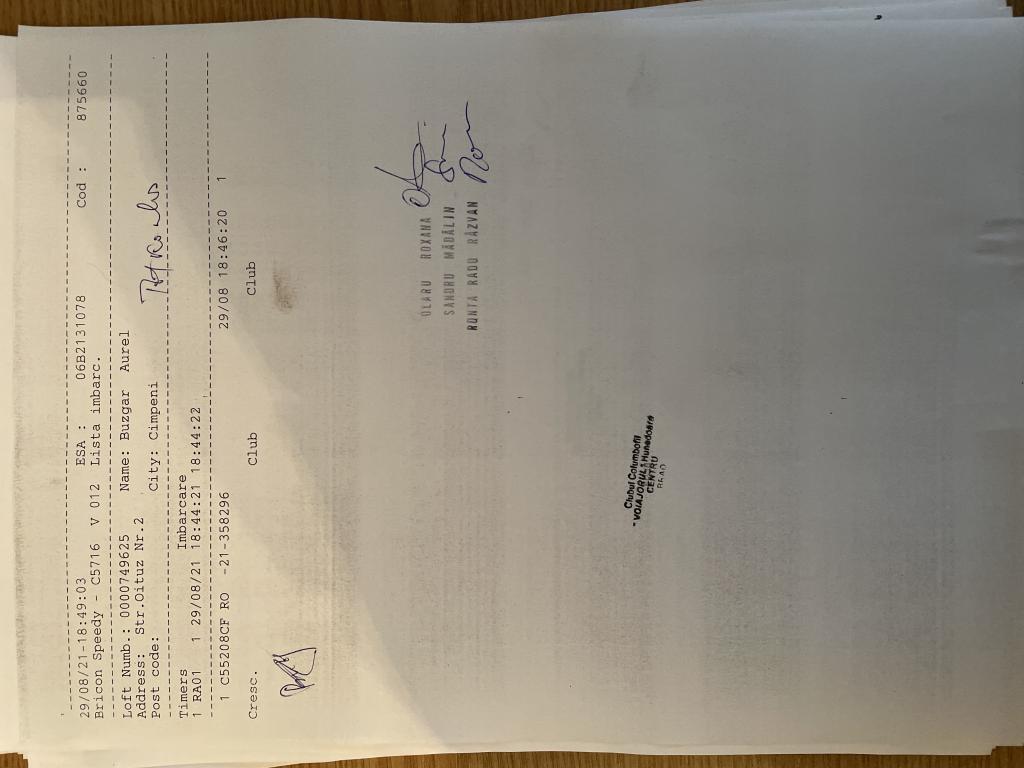 29/08/21-18:49:03 ESA : 06B2131078 Cod : 875660
Bricon Speedy - C5716 V 012 Lista imbarc.
Loft Numb.: 0000749625 Name: Buzgar Aurel
Address: Str.Oituz Nr.2
Post code: City: Cimpeni
Timers Imbarcare
1 RA01 1 29/08/21 18:44:21 18:44:22
1 C55208CF RO -21-358296 29/08 18:46:20 1
Cresc. Club Club
OLARU ROXANA
SANDRU MĂDĂLIN
RONTA RADU RĂZVAN
Clubul Columbofil
"VOIAJORUL" Hunedoara
CENTRU